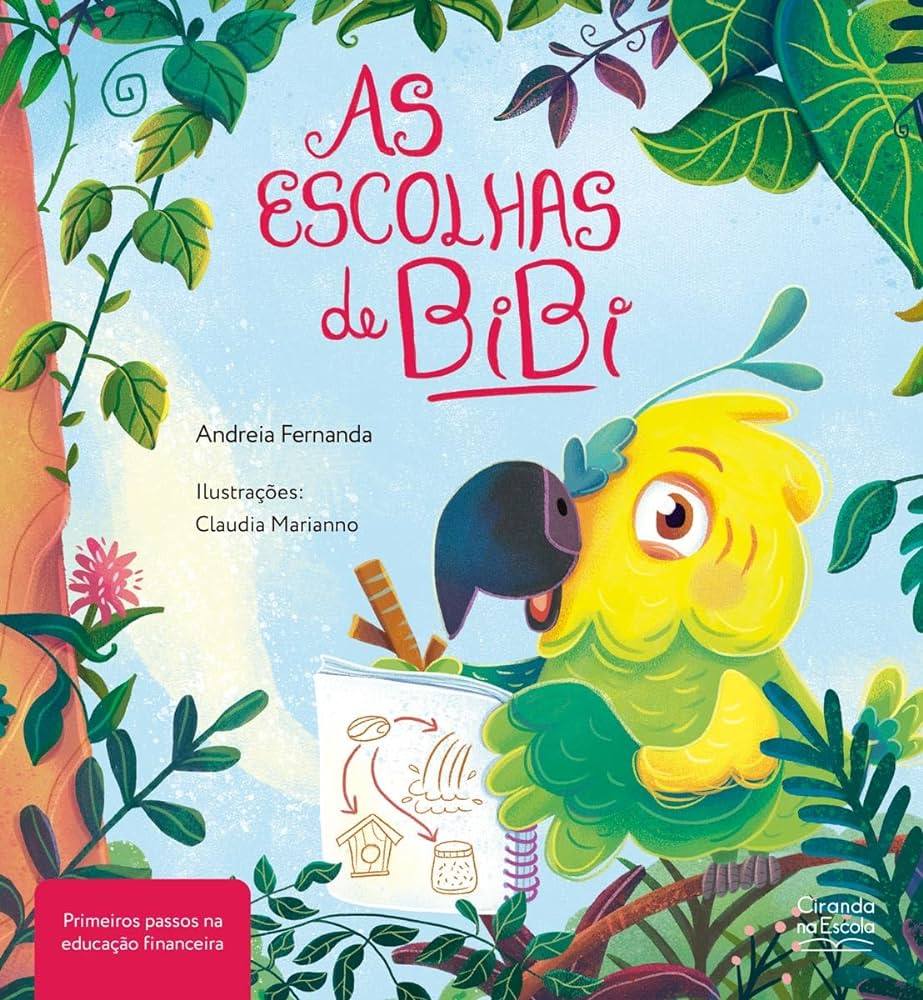 AS
ESCOLHAS
de BiBi
Andreia Fernanda
Ilustrações:
Claudia Marianno
Primeiros passos na
educação financeira
Ciranda
na Escola